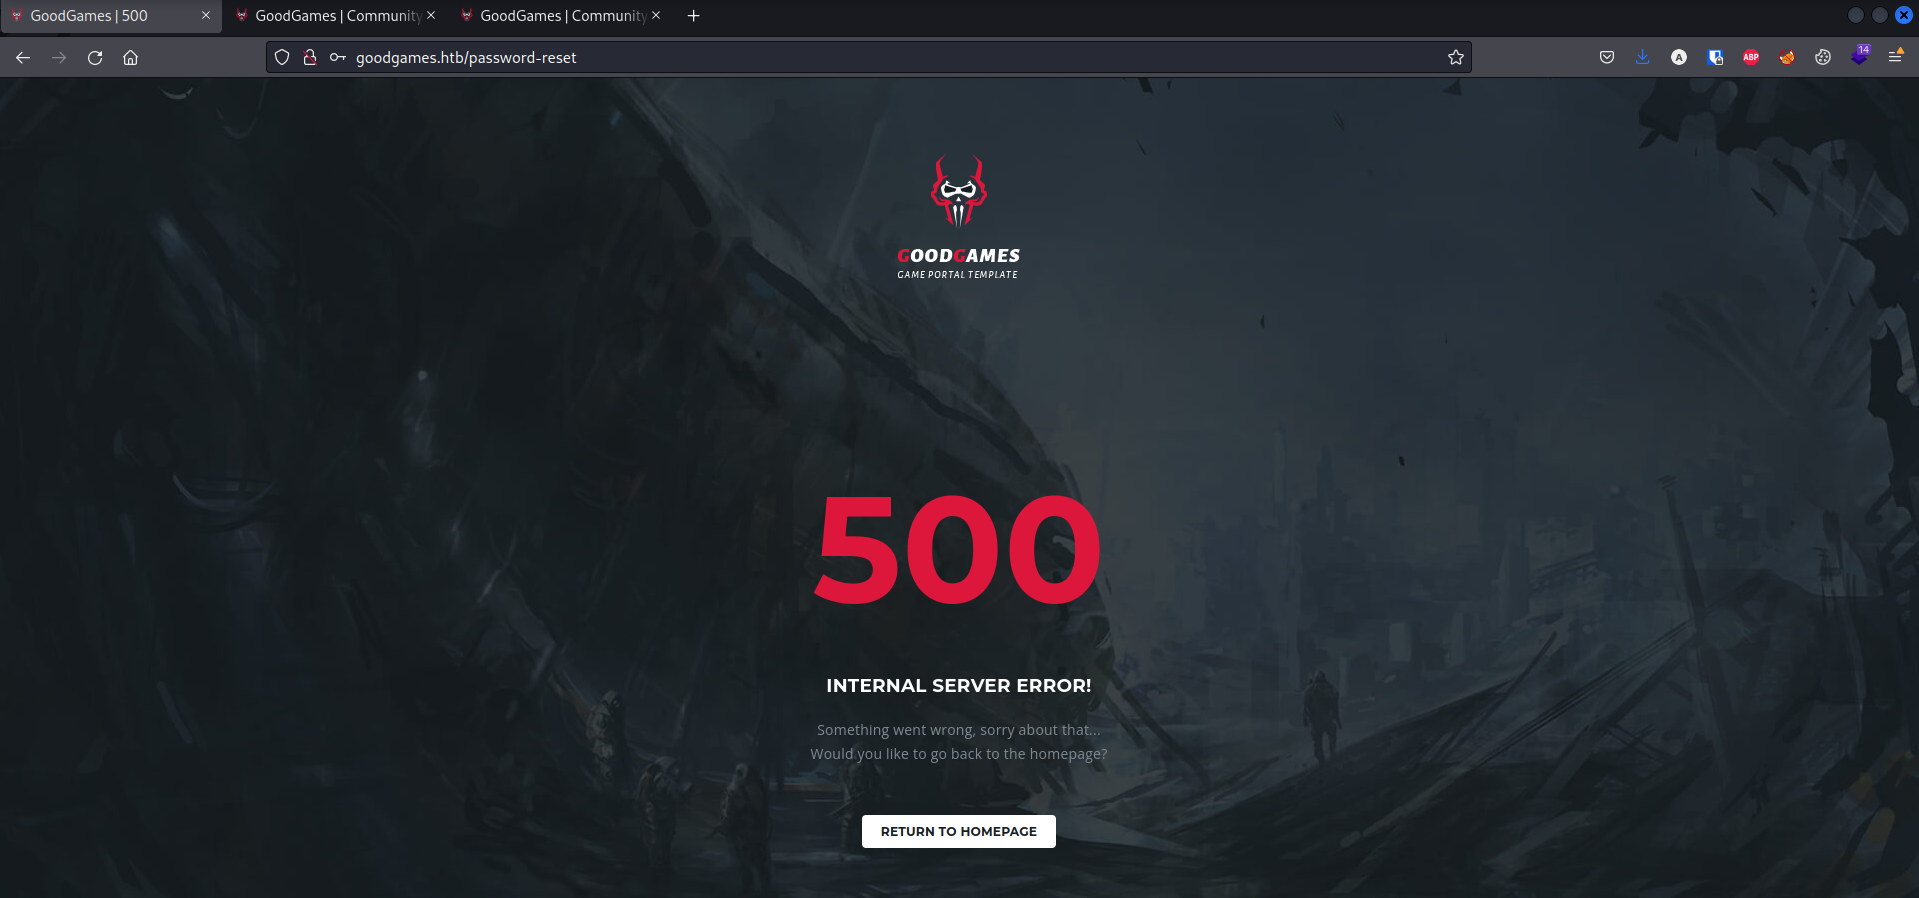 GoodGames | 500
GoodGames | Community
GoodGames | Community
goodgames.htb/password-reset
A
ABP
14
GOODGAMES
GAME PORTAL TEMPLATE
500
INTERNAL SERVER ERROR!
Something went wrong, sorry about that...
Would you like to go back to the homepage?
RETURN TO HOMEPAGE